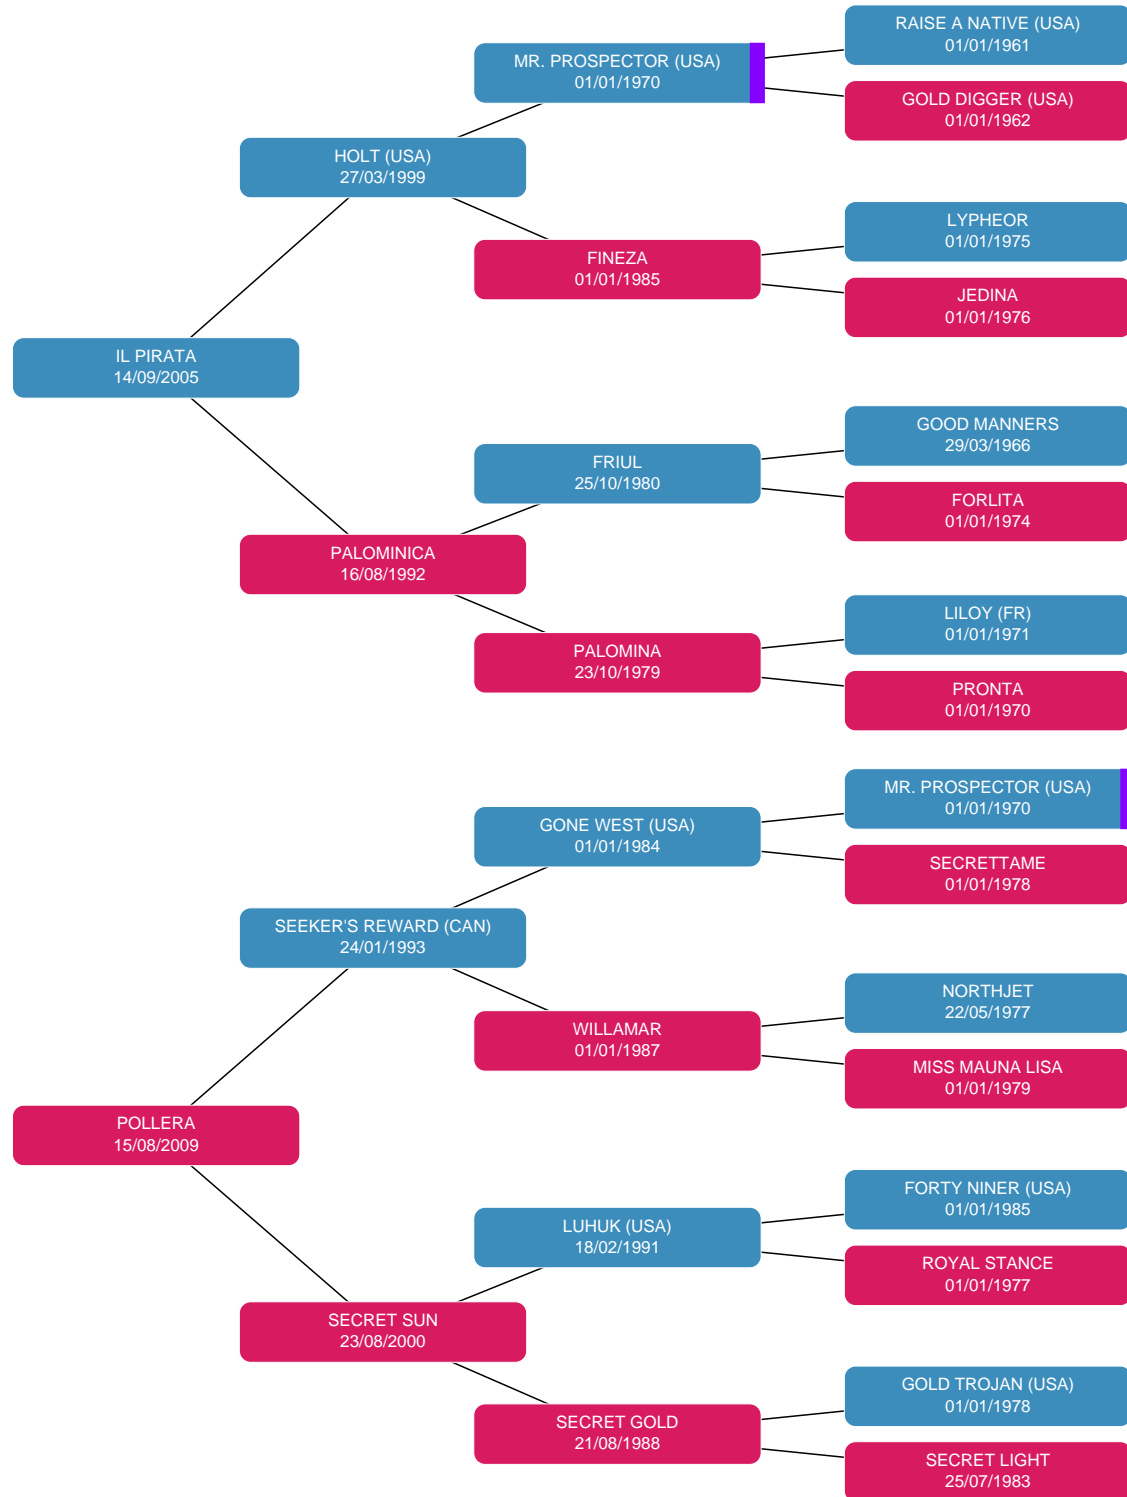 RAISE A NATIVE (USA)
01/01/1961
MR. PROSPECTOR (USA)
01/01/1970
GOLD DIGGER (USA)
01/01/1962
HOLT (USA)
27/03/1999
LYPHEOR
01/01/1975
FINEZA
01/01/1985
JEDINA
01/01/1976
IL PIRATA
14/09/2005
GOOD MANNERS
29/03/1966
FRIUL
25/10/1980
FORLITA
01/01/1974
PALOMINICA
16/08/1992
LILOY (FR)
01/01/1971
PALOMINA
23/10/1979
PRONTA
01/01/1970
MR. PROSPECTOR (USA)
01/01/1970
GONE WEST (USA)
01/01/1984
SECRETTAME
01/01/1978
SEEKER'S REWARD (CAN)
24/01/1993
NORTHJET
22/05/1977
WILLAMAR
01/01/1987
MISS MAUNA LISA
01/01/1979
POLLERA
15/08/2009
FORTY NINER (USA)
01/01/1985
LUHUK (USA)
18/02/1991
ROYAL STANCE
01/01/1977
SECRET SUN
23/08/2000
GOLD TROJAN (USA)
01/01/1978
SECRET GOLD
21/08/1988
SECRET LIGHT
25/07/1983